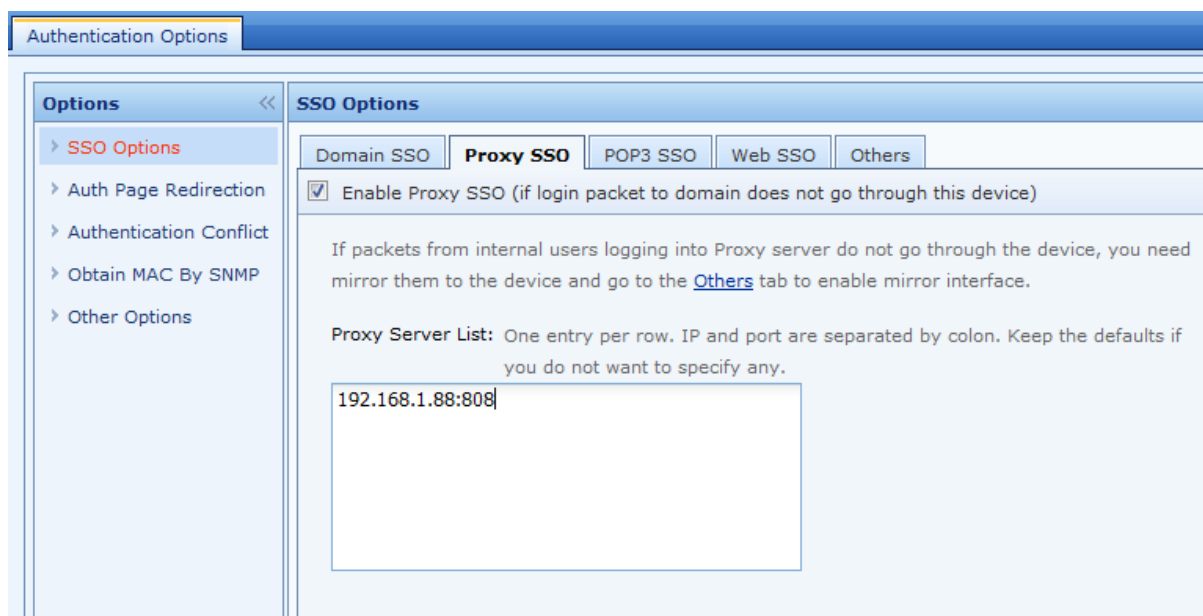 Authentication Options
Options
SSO Options
Auth Page Redirection
Authentication Conflict
Obtain MAC By SNMP
Other Options
SSO Options
Domain SSO
Proxy SSO
POP3 SSO
Web SSO
Others
Enable Proxy SSO (if login packet to domain does not go through this device)
If packets from internal users logging into Proxy server do not go through the device, you need
mirror them to the device and go to the Others tab to enable mirror interface.
Proxy Server List: One entry per row. IP and port are separated by colon. Keep the defaults if
you do not want to specify any.
192.168.1.88:808